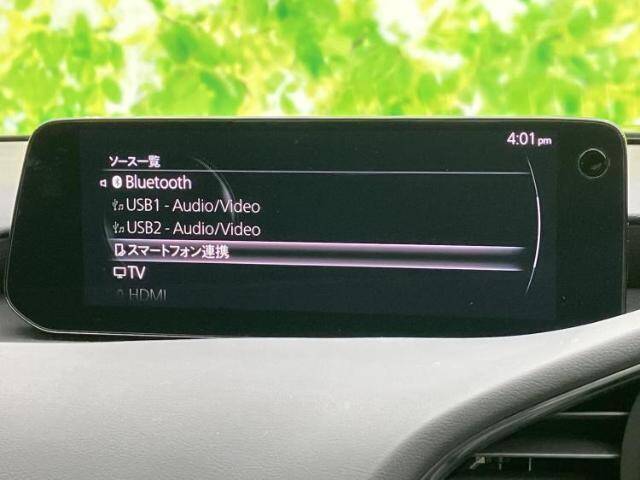 4:01 pm
ソース一覧
Bluetooth
USB1 - Audio/Video
USB2 - Audio/Video
スマートフォン連携
TV
HDMI